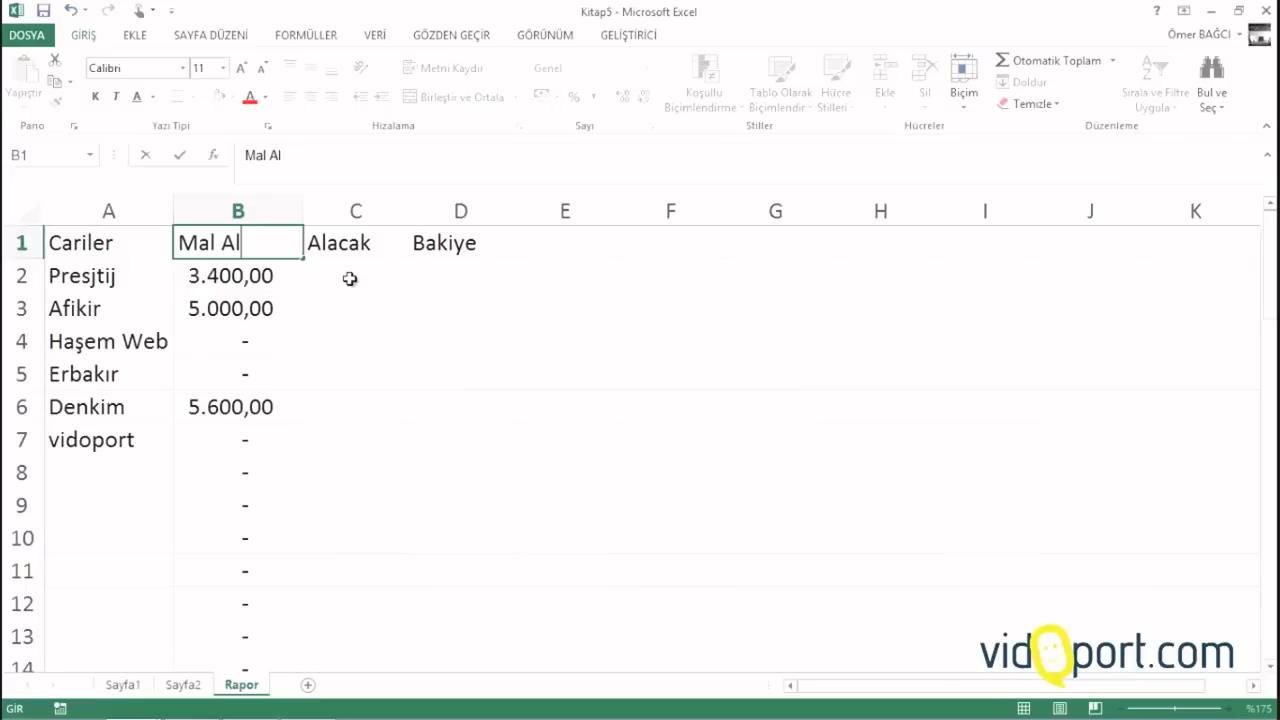 Kitap5 - Microsoft Excel
?
DOSYA GİRİŞ EKLE SAYFA DÜZENİ FORMÜLLER VERİ GÖZDEN GEÇİR GÖRÜNÜM GELİŞTİRİCİ Ömer BAĞCI
Yapıştır
Calibri 11
K T A
Metni Kaydır
Birleştir ve Ortala
Genel
%
Koşullu Biçimlendirme
Tablo Olarak Biçimlendir
Hücre Stilleri
Ekle
Sil
Biçim
Otomatik Toplam
Doldur
Temizle
Sırala ve Filtre Uygula
Bul ve Seç
Pano Yazı Tipi Hizalama Sayı Stiller Hücreler Düzenleme
B1 fx Mal Al
A B C D E F G H I J K
1 Cariler Mal Al Alacak Bakiye
2 Presjtij 3.400,00
3 Afikir 5.000,00
4 Haşem Web -
5 Erbakır -
6 Denkim 5.600,00
7 vidoport -
8 -
9 -
10 -
11 -
12 -
13 -
14 -
vidoport.com
Sayfa1 Sayfa2 Rapor
GİR %175